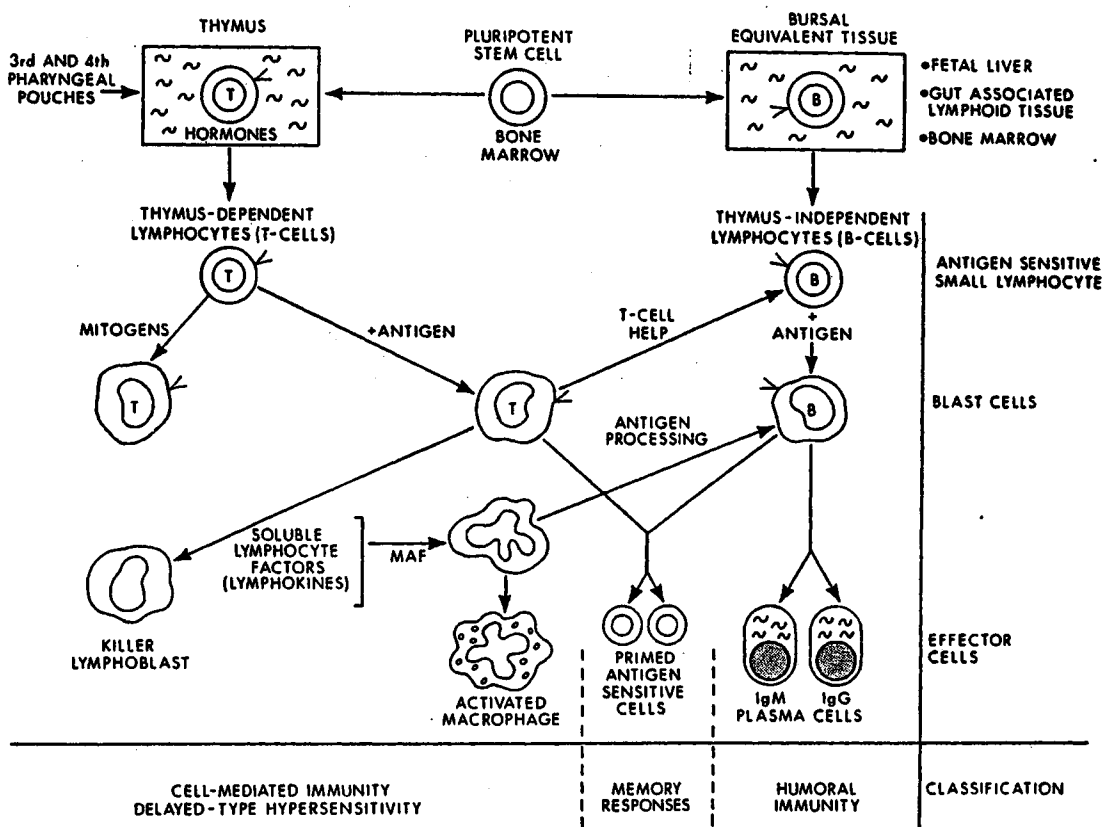 THYMUS
3rd AND 4th
PHARYNGEAL
POUCHES
T
HORMONES
PLURIPOTENT
STEM CELL
BONE
MARROW
BURSAL
EQUIVALENT TISSUE
B
•FETAL LIVER
•GUT ASSOCIATED
LYMPHOID TISSUE
•BONE MARROW
THYMUS-DEPENDENT
LYMPHOCYTES (T-CELLS)
T
THYMUS-INDEPENDENT
LYMPHOCYTES (B-CELLS)
B
+
ANTIGEN
ANTIGEN SENSITIVE
SMALL LYMPHOCYTE
MITOGENS
T
+ANTIGEN
T-CELL
HELP
T
B
BLAST CELLS
ANTIGEN
PROCESSING
SOLUBLE
LYMPHOCYTE
FACTORS
(LYMPHOKINES)
MAF
KILLER
LYMPHOBLAST
ACTIVATED
MACROPHAGE
PRIMED
ANTIGEN
SENSITIVE
CELLS
IgM IgG
PLASMA CELLS
EFFECTOR
CELLS
CELL-MEDIATED IMMUNITY
DELAYED-TYPE HYPERSENSITIVITY
MEMORY
RESPONSES
HUMORAL
IMMUNITY
CLASSIFICATION